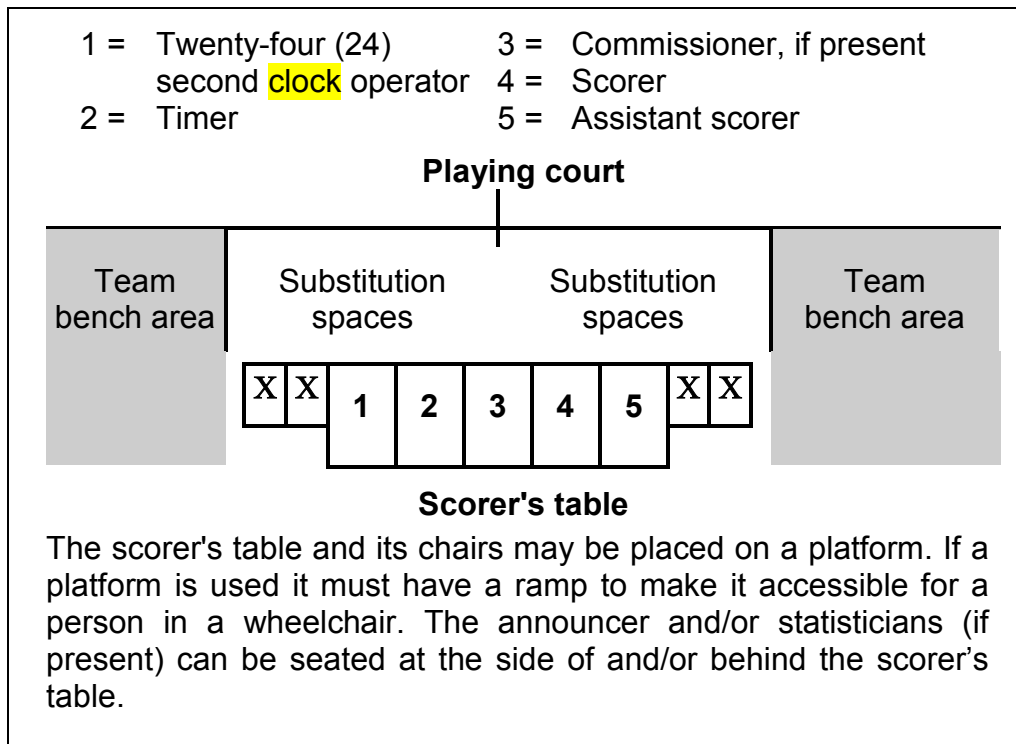 1 = Twenty-four (24) second clock operator
2 = Timer
3 = Commissioner, if present
4 = Scorer
5 = Assistant scorer
Playing court
Team bench area
Substitution spaces
Substitution spaces
Team bench area
X X 1 2 3 4 5 X X
Scorer's table
The scorer's table and its chairs may be placed on a platform. If a
platform is used it must have a ramp to make it accessible for a
person in a wheelchair. The announcer and/or statisticians (if
present) can be seated at the side of and/or behind the scorer’s
table.